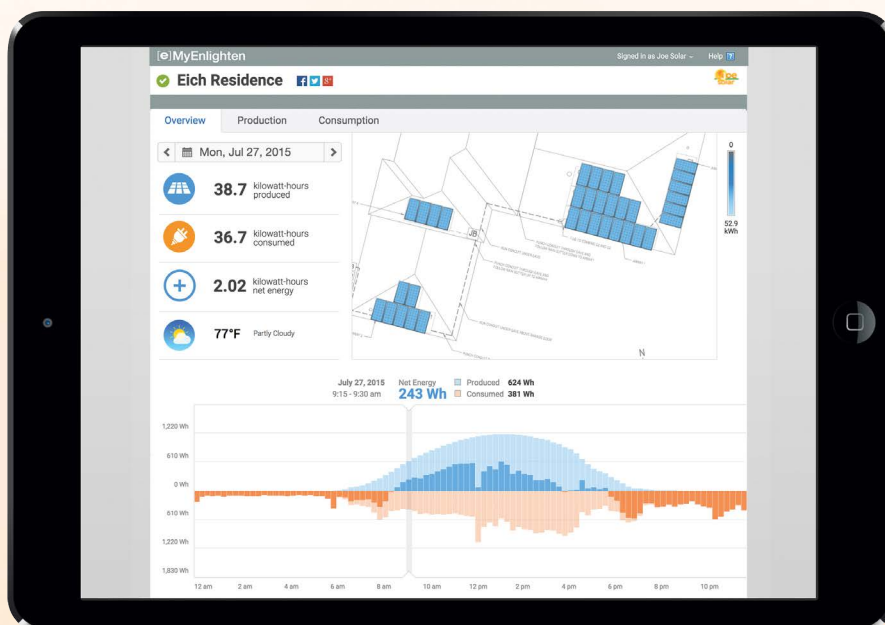 [e]MyEnlighten
Signed in as Joe Solar
Help ?
Eich Residence
Overview
Production
Consumption
Mon, Jul 27, 2015
38.7 kilowatt-hours
produced
36.7 kilowatt-hours
consumed
2.02 kilowatt-hours
net energy
77°F Partly Cloudy
JB
N
0
52.9
kWh
July 27, 2015
9:15 - 9:30 am
Net Energy
243 Wh
Produced 624 Wh
Consumed 381 Wh
1,220 Wh
610 Wh
0 Wh
610 Wh
1,220 Wh
1,830 Wh
12 am 2 am 4 am 6 am 8 am 10 am 12 pm 2 pm 4 pm 6 pm 8 pm 10 pm